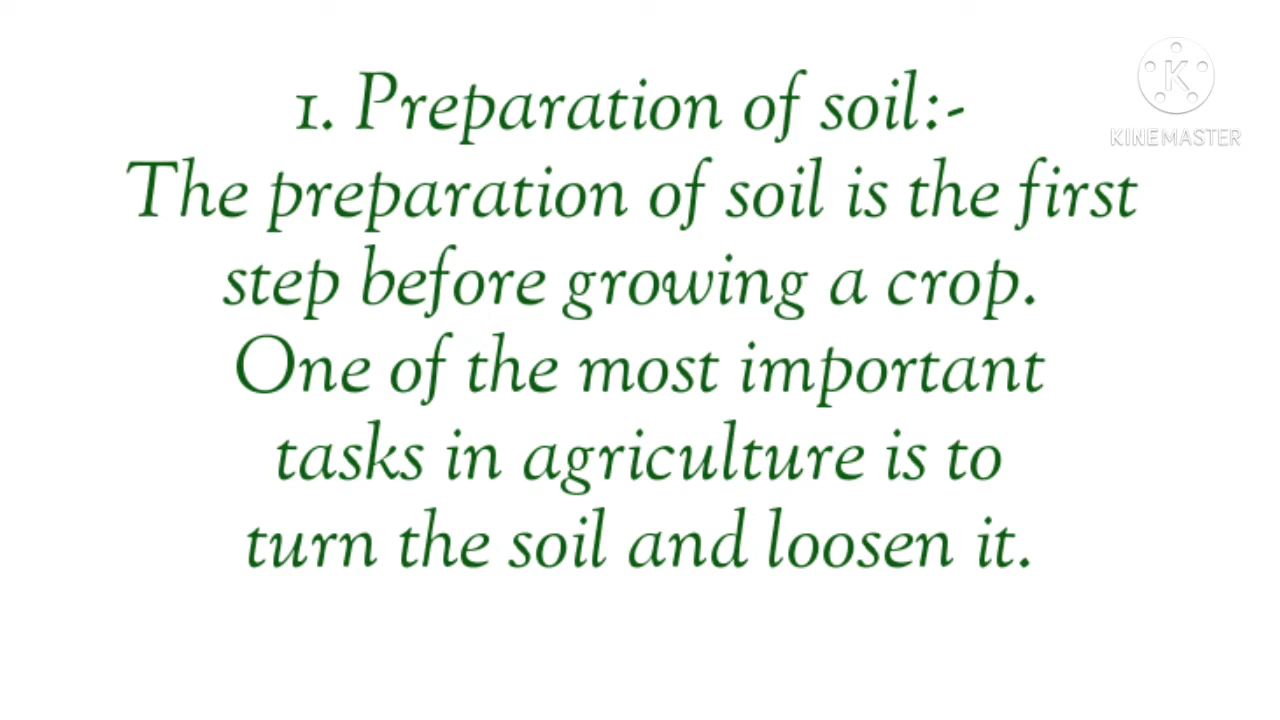 1. Preparation of soil:-
The preparation of soil is the first
step before growing a crop.
One of the most important
tasks in agriculture is to
turn the soil and loosen it.
K
KINEMASTER